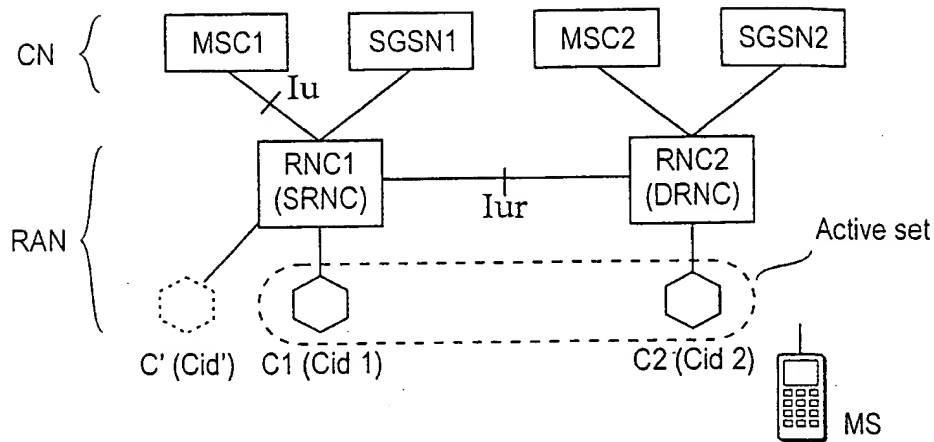 CN
MSC1
SGSN1
MSC2
SGSN2
Iu
RAN
RNC1
(SRNC)
Iur
RNC2
(DRNC)
Active set
C' (Cid')
C1 (Cid 1)
C2 (Cid 2)
MS